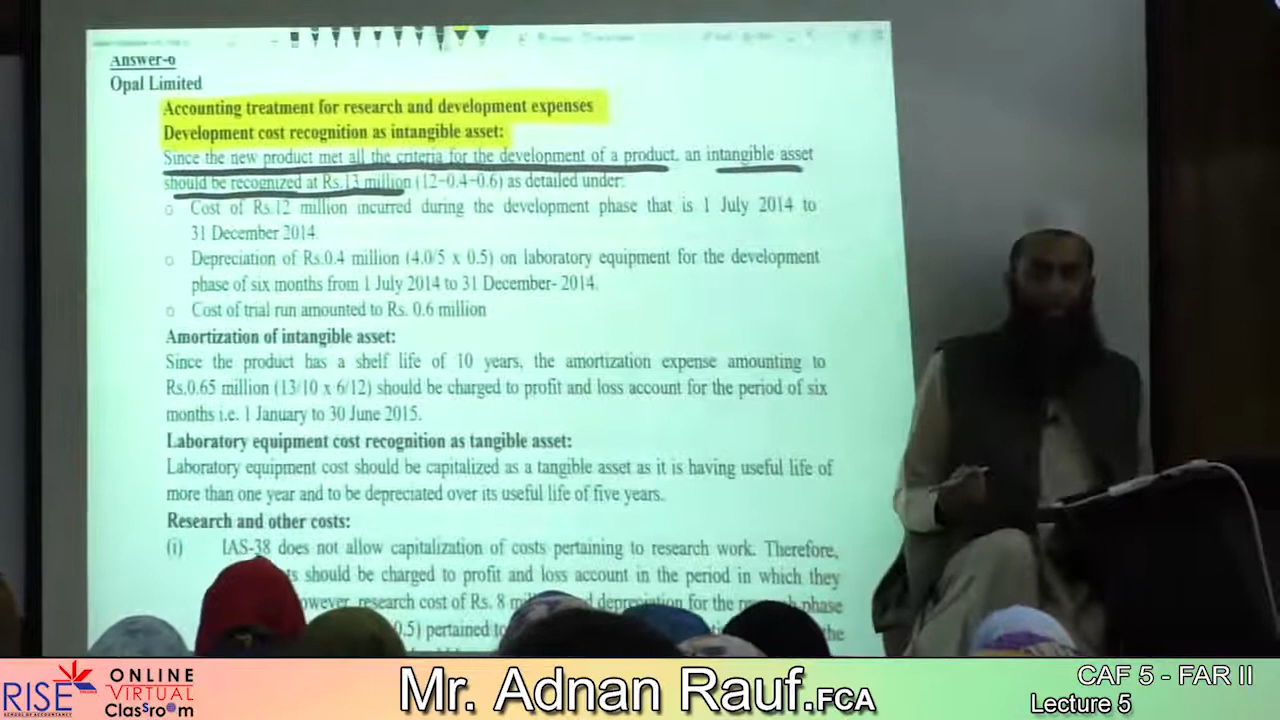 Answer-o
Opal Limited
Accounting treatment for research and development expenses
Development cost recognition as intangible asset:
Since the new product met all the criteria for the development of a product, an intangible asset
should be recognized at Rs.13 million (12-0.4-0.6) as detailed under:
o Cost of Rs.12 million incurred during the development phase that is 1 July 2014 to
31 December 2014.
o Depreciation of Rs.0.4 million (4.0/5 x 0.5) on laboratory equipment for the development
phase of six months from 1 July 2014 to 31 December- 2014.
o Cost of trial run amounted to Rs. 0.6 million
Amortization of intangible asset:
Since the product has a shelf life of 10 years, the amortization expense amounting to
Rs.0.65 million (13/10 x 6/12) should be charged to profit and loss account for the period of six
months i.e. 1 January to 30 June 2015.
Laboratory equipment cost recognition as tangible asset:
Laboratory equipment cost should be capitalized as a tangible asset as it is having useful life of
more than one year and to be depreciated over its useful life of five years.
Research and other costs:
(i) IAS-38 does not allow capitalization of costs pertaining to research work. Therefore,
should be charged to profit and loss account in the period in which they
research cost of Rs. 8 depreciation for the phase
0.5) pertained the
RISE
SCHOOL OF ACCOUNTANCY
ONLINE
VIRTUAL
Classroom
Mr. Adnan Rauf.FCA
CAF 5 - FAR II
Lecture 5